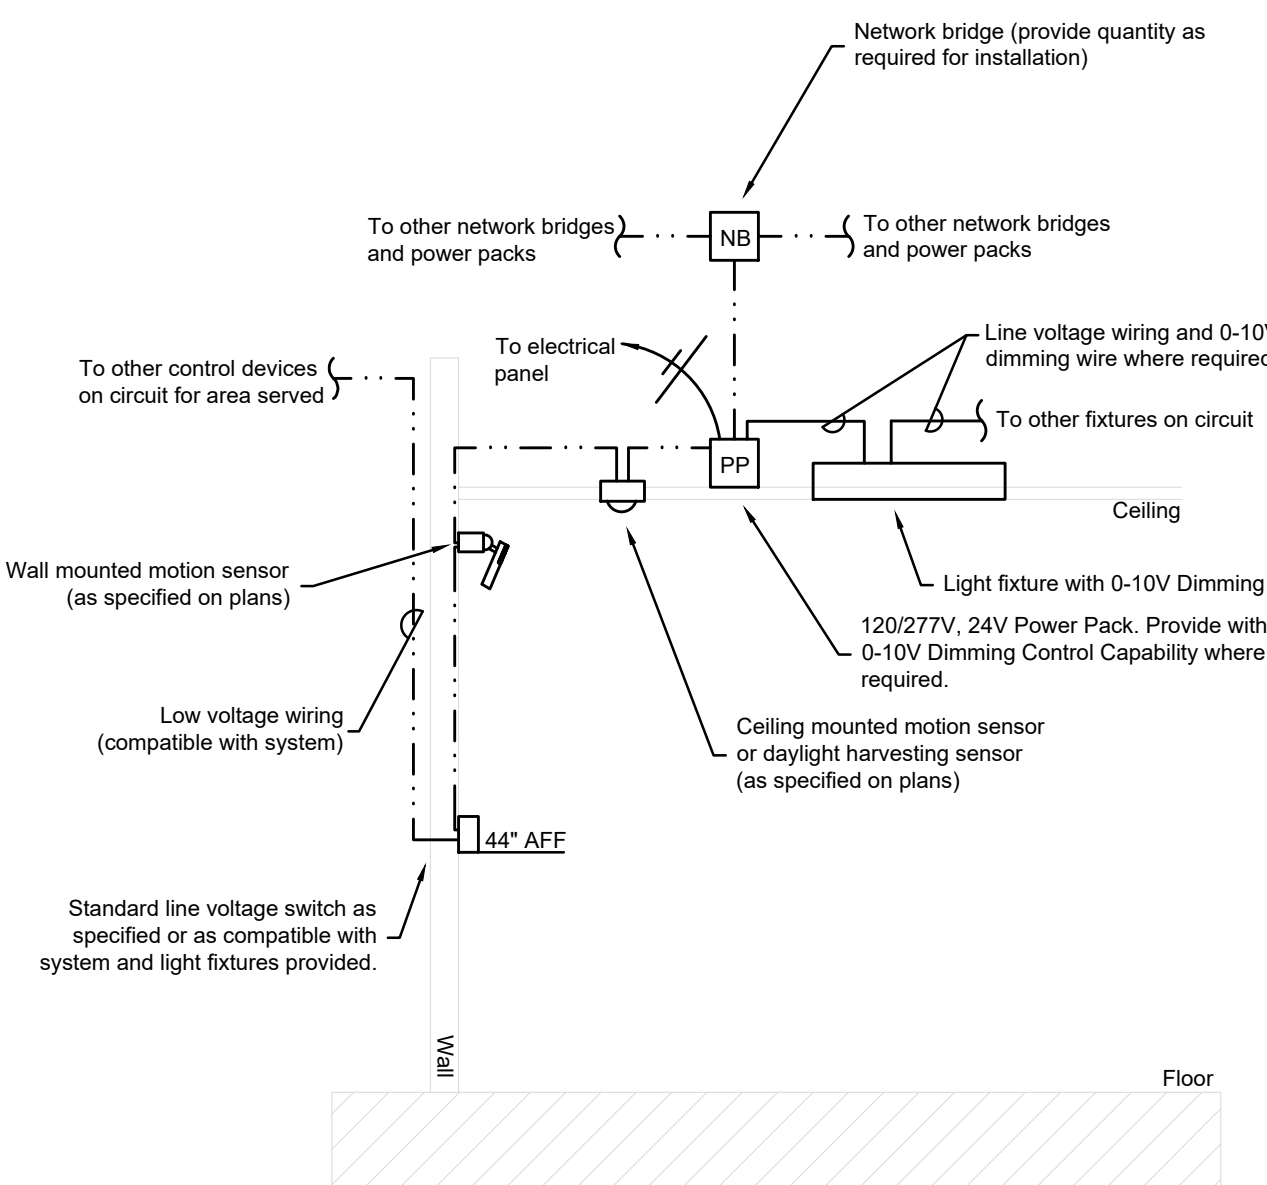 Network bridge (provide quantity as
required for installation)
To other network bridges
and power packs
NB
To other network bridges
and power packs
To electrical
panel
Line voltage wiring and 0-10V
dimming wire where required
To other control devices
on circuit for area served
To other fixtures on circuit
PP
Ceiling
Wall mounted motion sensor
(as specified on plans)
Light fixture with 0-10V Dimming
120/277V, 24V Power Pack. Provide with
0-10V Dimming Control Capability where
required.
Low voltage wiring
(compatible with system)
Ceiling mounted motion sensor
or daylight harvesting sensor
(as specified on plans)
44" AFF
Standard line voltage switch as
specified or as compatible with
system and light fixtures provided.
Wall
Floor